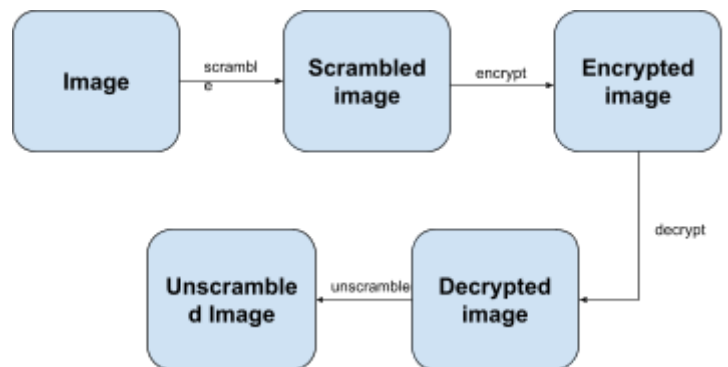 Image
scrambl
e
Scrambled
image
encrypt
Encrypted
image
decrypt
Decrypted
image
unscramble
Unscramble
d Image